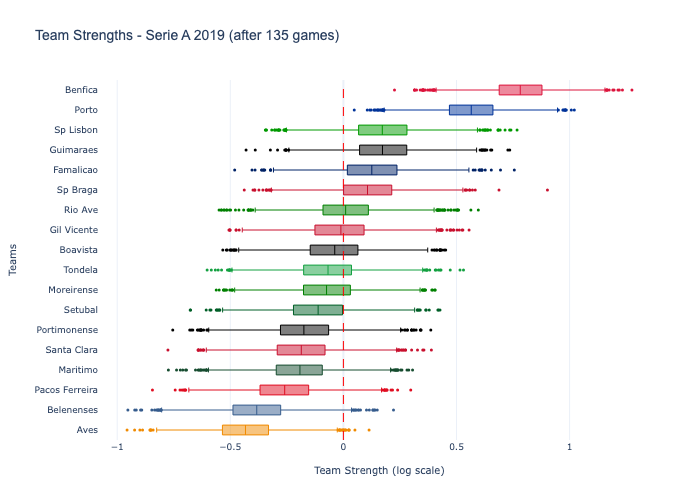 Team Strengths - Serie A 2019 (after 135 games)
Benfica
Porto
Sp Lisbon
Guimaraes
Famalicao
Sp Braga
Rio Ave
Gil Vicente
Boavista
Tondela
Moreirense
Setubal
Portimonense
Santa Clara
Maritimo
Pacos Ferreira
Belenenses
Aves
Teams
−1
−0.5
0
0.5
1
Team Strength (log scale)